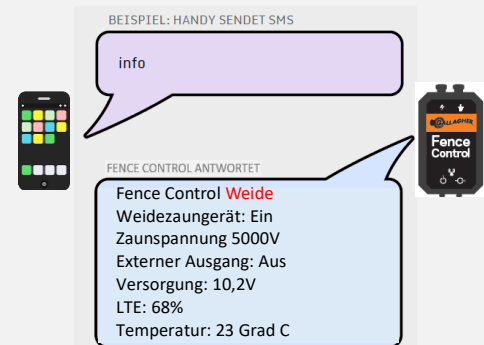 BEISPIEL: HANDY SENDET SMS
info
GALLAGHER
Fence
Control
FENCE CONTROL ANTWORTET
Fence Control Weide
Weidezaungerät: Ein
Zaunspannung 5000V
Externer Ausgang: Aus
Versorgung: 10,2V
LTE: 68%
Temperatur: 23 Grad C